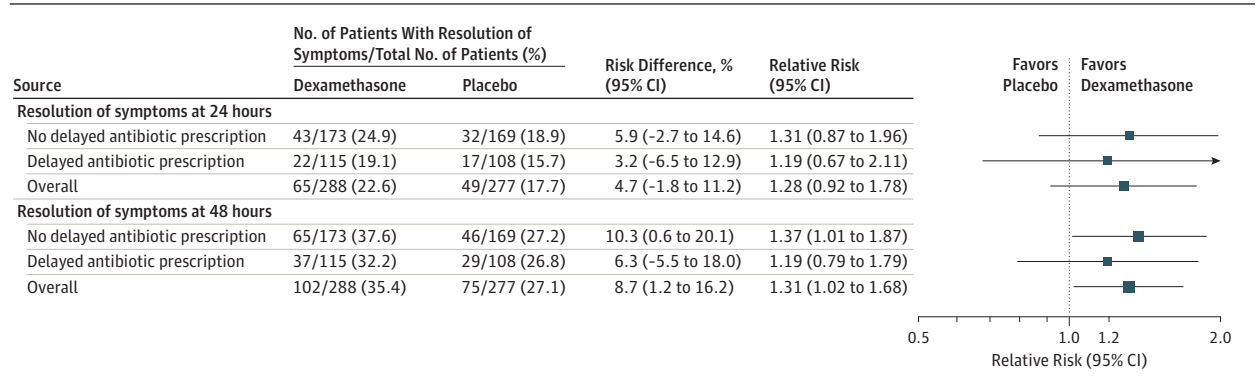 No. of Patients With Resolution of
Symptoms/Total No. of Patients (%)
Risk Difference, %
(95% CI)
Relative Risk
(95% CI)
Favors
Placebo
Favors
Dexamethasone
Source Dexamethasone Placebo
Resolution of symptoms at 24 hours
No delayed antibiotic prescription 43/173 (24.9) 32/169 (18.9) 5.9 (-2.7 to 14.6) 1.31 (0.87 to 1.96)
Delayed antibiotic prescription 22/115 (19.1) 17/108 (15.7) 3.2 (-6.5 to 12.9) 1.19 (0.67 to 2.11)
Overall 65/288 (22.6) 49/277 (17.7) 4.7 (-1.8 to 11.2) 1.28 (0.92 to 1.78)
Resolution of symptoms at 48 hours
No delayed antibiotic prescription 65/173 (37.6) 46/169 (27.2) 10.3 (0.6 to 20.1) 1.37 (1.01 to 1.87)
Delayed antibiotic prescription 37/115 (32.2) 29/108 (26.8) 6.3 (-5.5 to 18.0) 1.19 (0.79 to 1.79)
Overall 102/288 (35.4) 75/277 (27.1) 8.7 (1.2 to 16.2) 1.31 (1.02 to 1.68)
0.5 1.0 1.2 2.0
Relative Risk (95% CI)